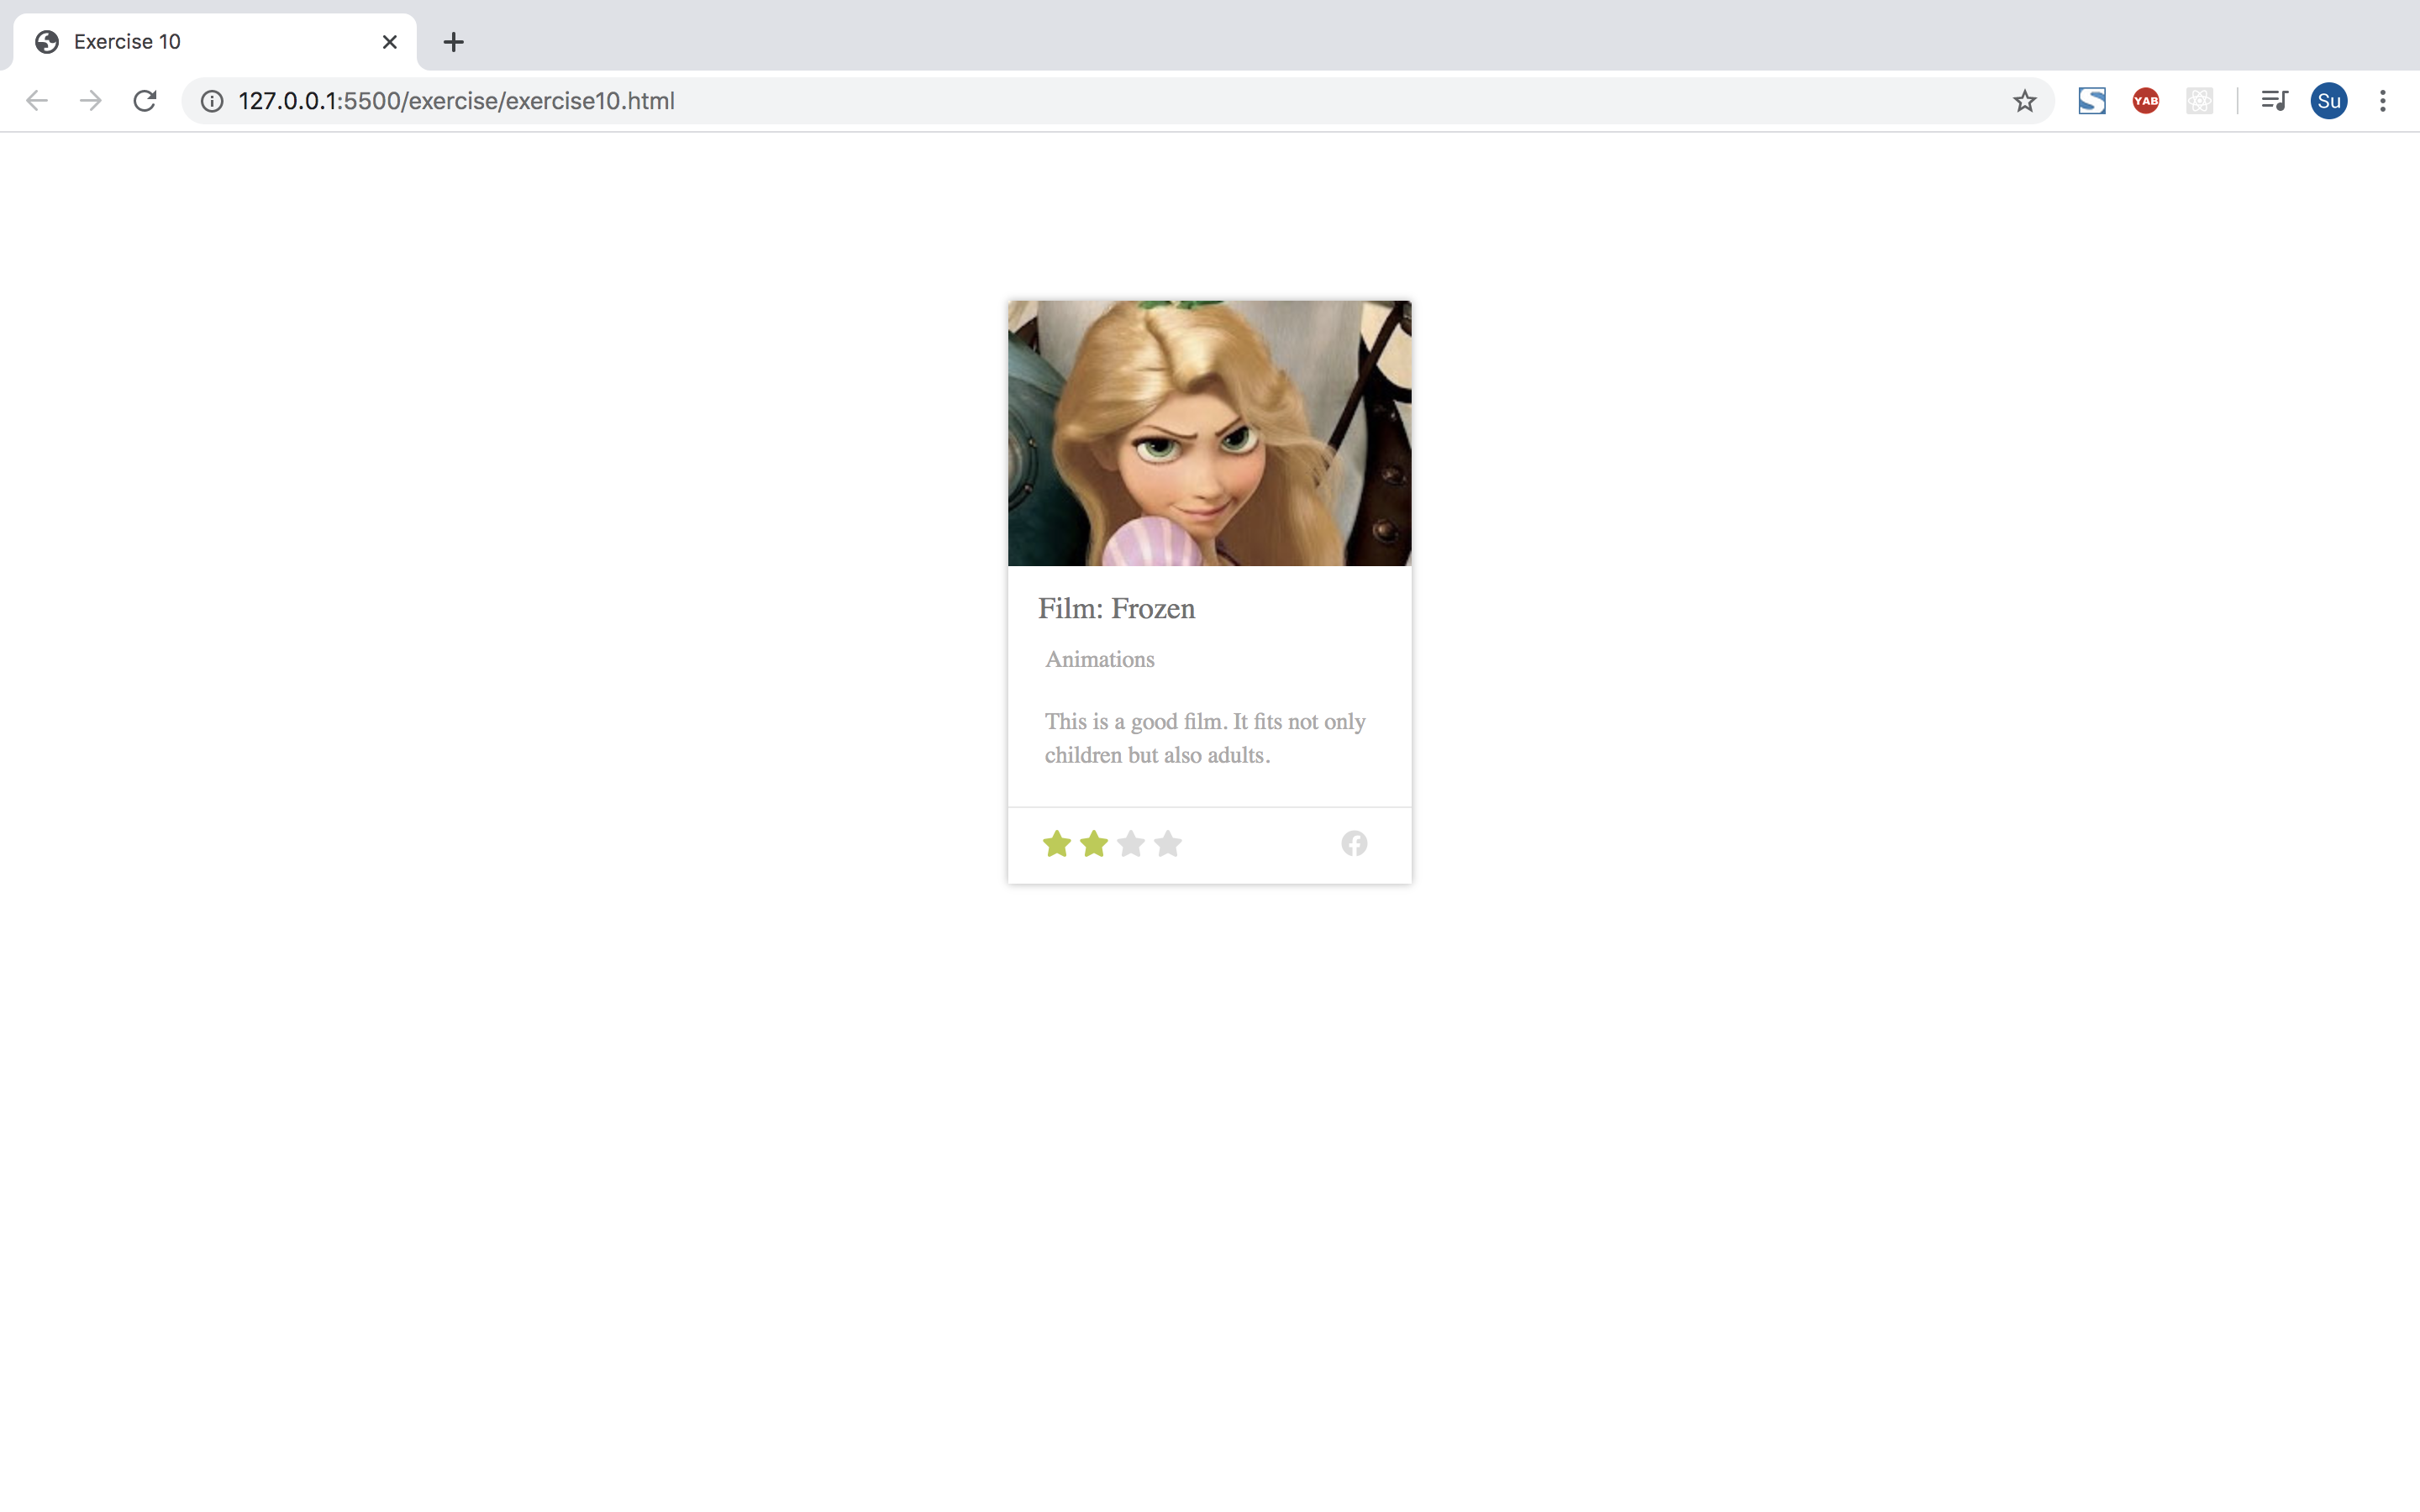 Exercise 10
127.0.0.1:5500/exercise/exercise10.html
YAB
Su
Film: Frozen
Animations
This is a good film. It fits not only
children but also adults.